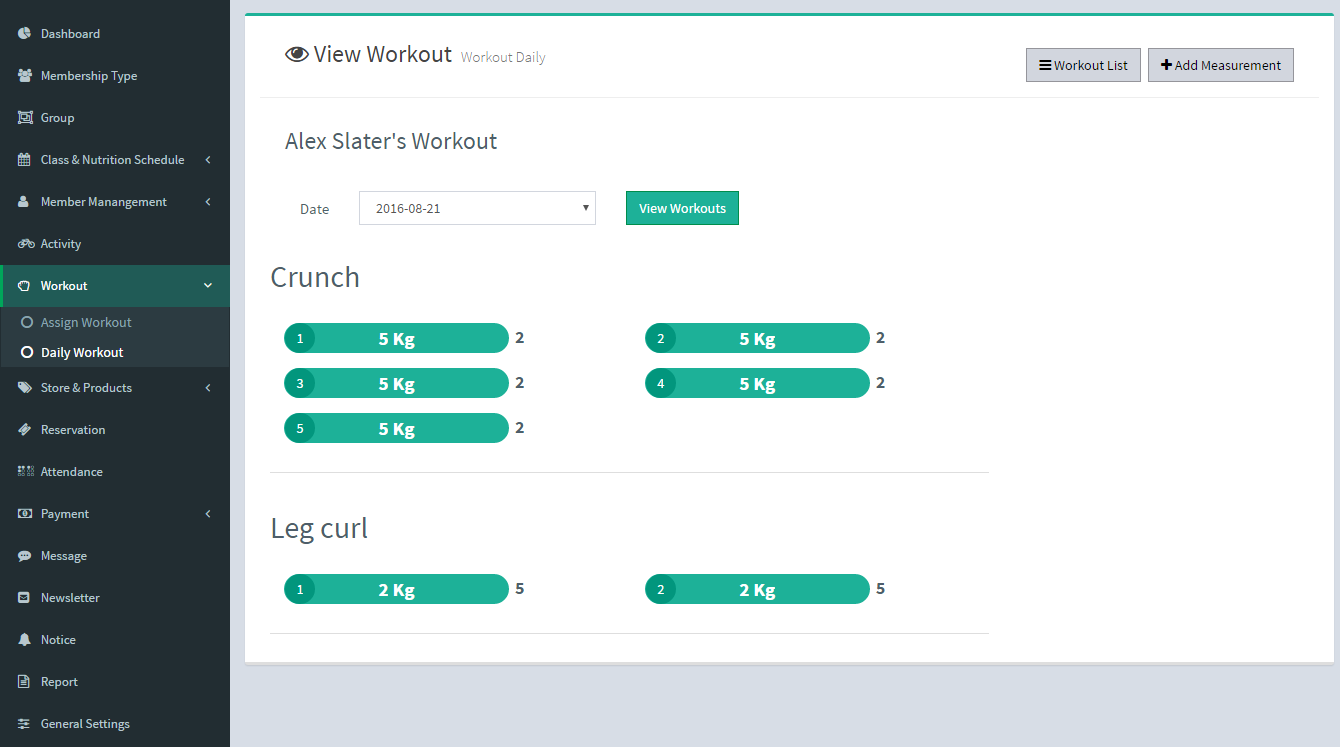 Dashboard
Membership Type
Group
Class & Nutrition Schedule
Member Manangement
Activity
Workout
Assign Workout
Daily Workout
Store & Products
Reservation
Attendance
Payment
Message
Newsletter
Notice
Report
General Settings
View Workout Workout Daily
Workout List
Add Measurement
Alex Slater's Workout
Date 2016-08-21 View Workouts
Crunch
1 5 Kg 2 2 5 Kg 2
3 5 Kg 2 4 5 Kg 2
5 5 Kg 2
Leg curl
1 2 Kg 5 2 2 Kg 5